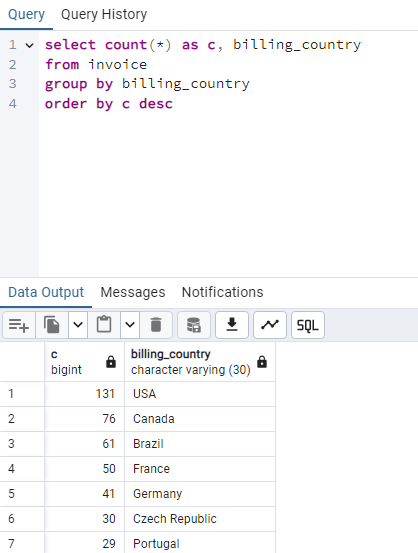 Query Query History
1 select count(*) as c, billing_country
2 from invoice
3 group by billing_country
4 order by c desc
Data Output Messages Notifications
SQL
c billing_country
bigint character varying (30)
1 131 USA
2 76 Canada
3 61 Brazil
4 50 France
5 41 Germany
6 30 Czech Republic
7 29 Portugal